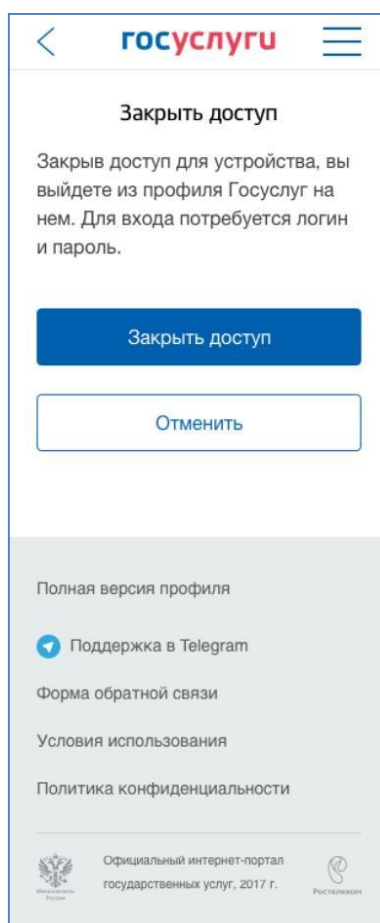 госуслуги
Закрыть доступ
Закрыв доступ для устройства, вы
выйдете из профиля Госуслуг на
нем. Для входа потребуется логин
и пароль.
Закрыть доступ
Отменить
Полная версия профиля
Поддержка в Telegram
Форма обратной связи
Условия использования
Политика конфиденциальности
Официальный интернет-портал
государственных услуг, 2017 г.
Ростелеком